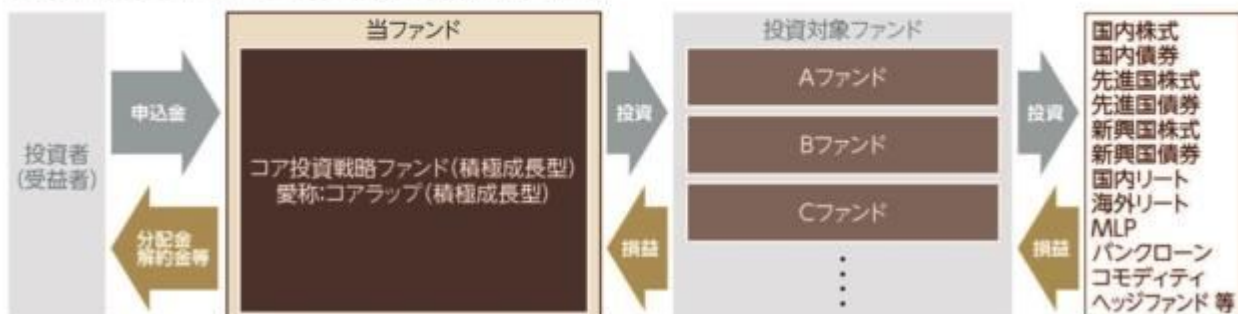 投資者
(受益者)
申込金
分配金
解約金等
当ファンド
コア投資戦略ファンド(積極成長型)
愛称:コアラップ(積極成長型)
投資
損益
投資対象ファンド
Aファンド
Bファンド
Cファンド
投資
損益
国内株式
国内債券
先進国株式
先進国債券
新興国株式
新興国債券
国内リート
海外リート
MLP
バンクローン
コモディティ
ヘッジファンド 等